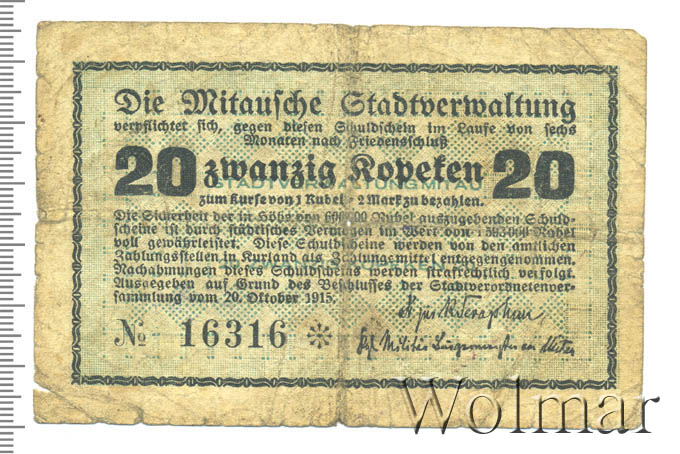 Die Mitausche Stadtverwaltung
verpflichtet sich, gegen diesen Schuldschein im Laufe von sechs
Monaten nach Friedensschluß
20 zwanzig Kopeken 20
STADTVERWALTUNG MITAU
zum Kurse von 1 Rubel = 2 Mark zu bezahlen.
Die Sicherheit der in Höhe von Rubel auszugebenden Schuld-
scheine ist durch städtisches Vermögen im Wert von Rubel
voll gewährleistet. Diese Schuldscheine werden von den amtlichen
Zahlungsstellen in Kurland als Zahlungsmittel entgegengenommen.
Nachahmungen dieses Schuldscheins werden strafrechtlich verfolgt.
Ausgegeben auf Grund des Beschlusses der Stadtverordnetenver-
sammlung vom 20. Oktober 1915.
№ 16316 *
Wolmar